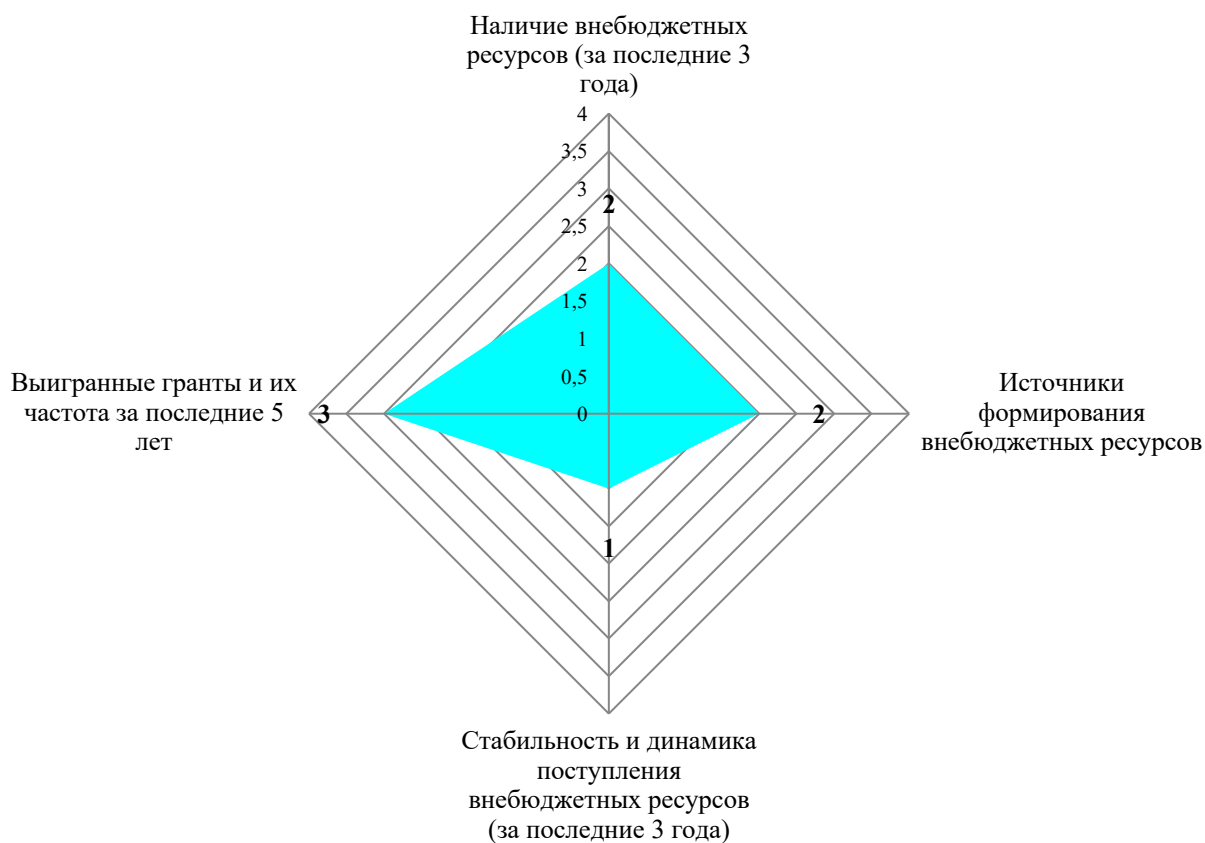 Наличие внебюджетных
ресурсов (за последние 3
года)
4
3,5
3
2
2,5
2
1,5
1
0,5
0
Выигранные гранты и их
частота за последние 5
лет
3
2
Источники
формирования
внебюджетных ресурсов
1
Стабильность и динамика
поступления
внебюджетных ресурсов
(за последние 3 года)